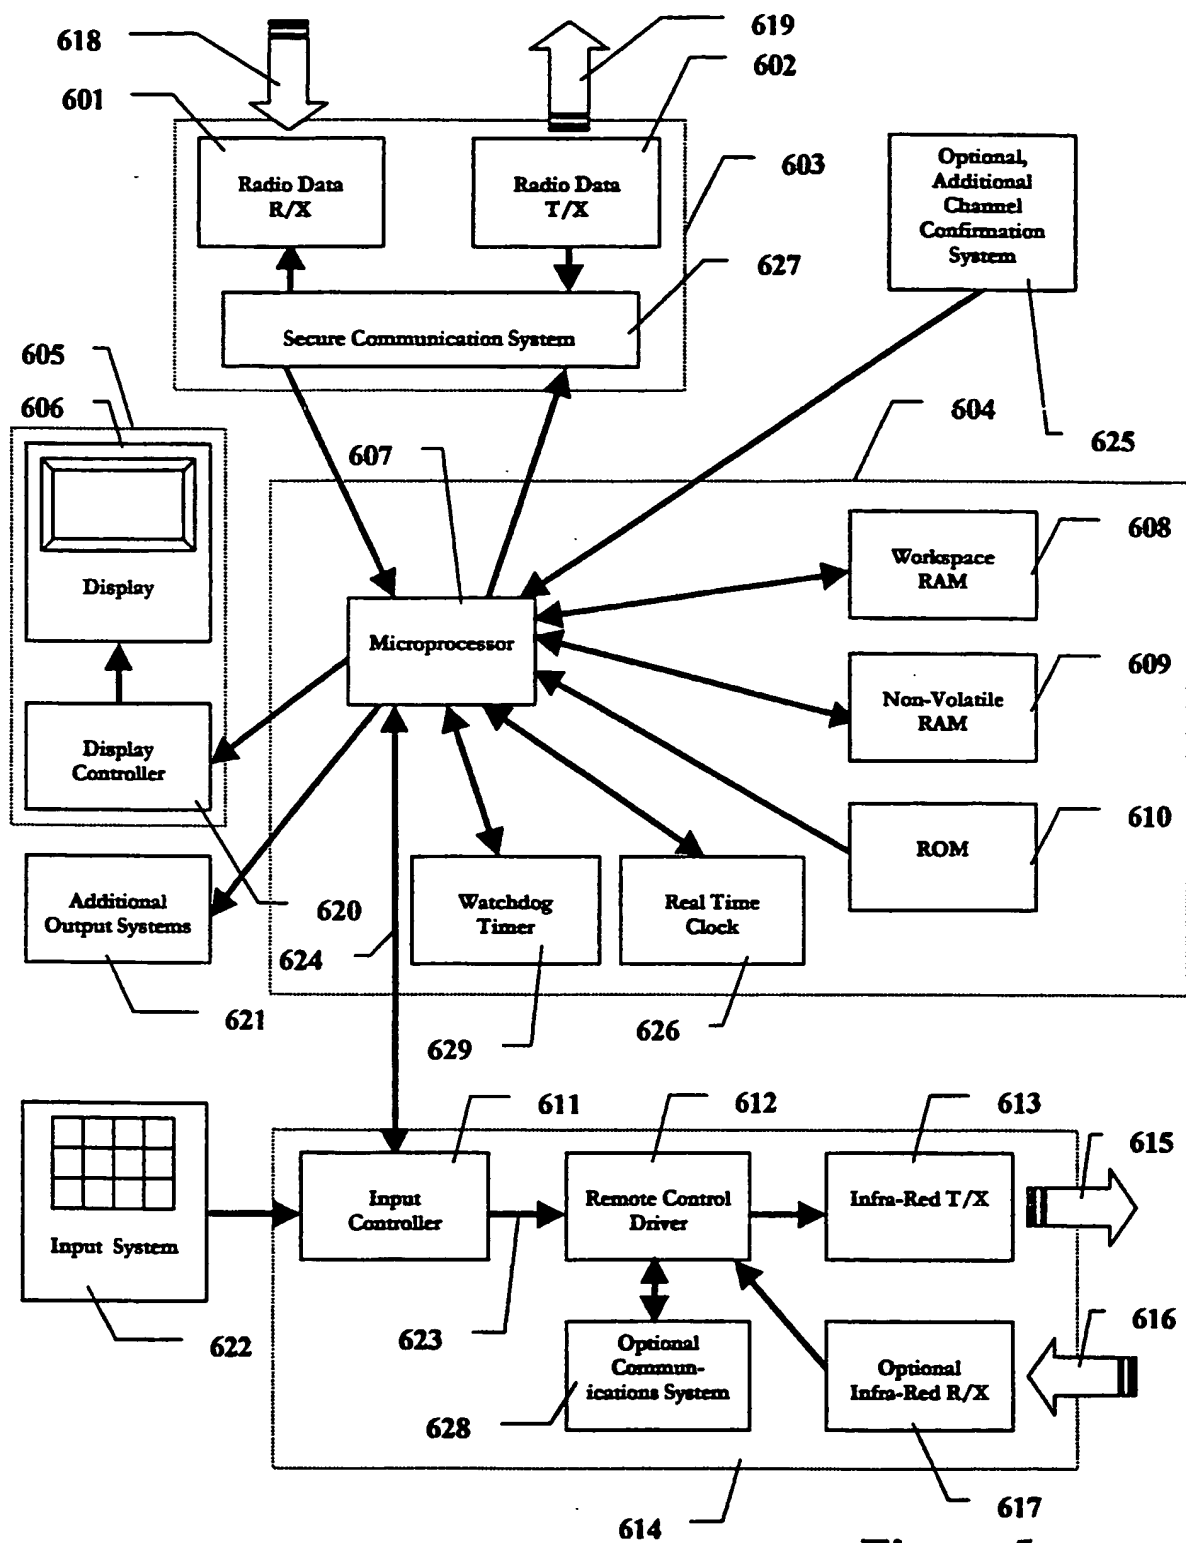 618
619
601
602
Radio Data
R/X
Radio Data
T/X
603
Optional,
Additional
Channel
Confirmation
System
627
Secure Communication System
605
606
604
625
607
608
Workspace
RAM
Display
Microprocessor
609
Non-Volatile
RAM
Display
Controller
610
ROM
Additional
Output Systems
620
624
Watchdog
Timer
Real Time
Clock
621
629
626
611
612
613
615
Input System
Input
Controller
Remote Control
Driver
Infra-Red T/X
622
623
616
Optional
Commun-
ications System
Optional
Infra-Red R/X
628
617
614